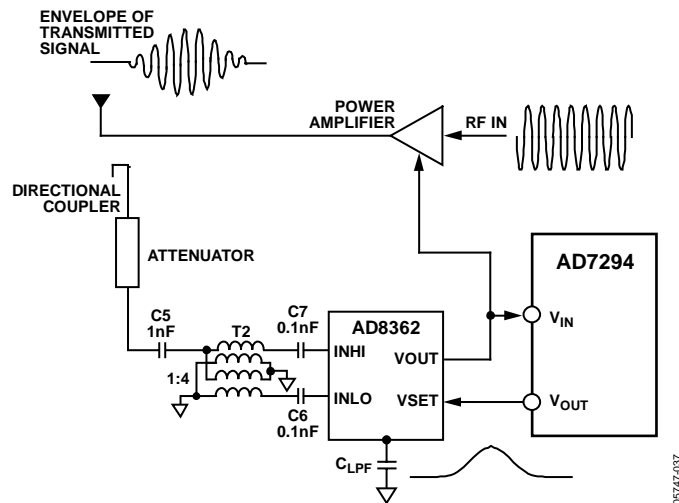 ENVELOPE OF
TRANSMITTED
SIGNAL
POWER
AMPLIFIER
RF IN
DIRECTIONAL
COUPLER
ATTENUATOR
AD7294
C5
1nF
T2
C7
0.1nF
AD8362
INHI
VOUT
VIN
1:4
INLO
VSET
VOUT
C6
0.1nF
CLPF
05747-037